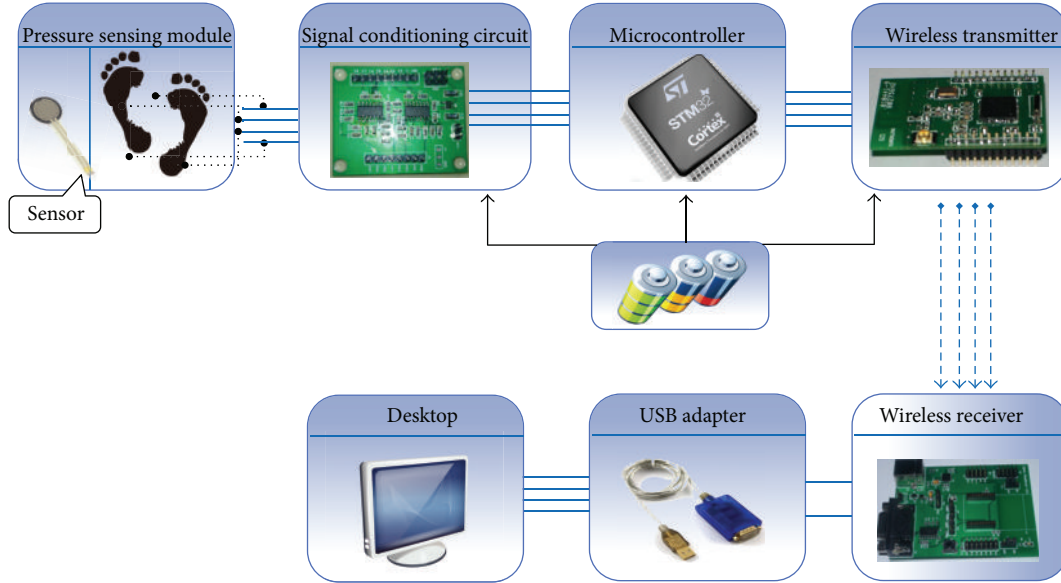 Pressure sensing module
Signal conditioning circuit
Microcontroller
Wireless transmitter
STM32
Cortex
Sensor
Desktop
USB adapter
Wireless receiver